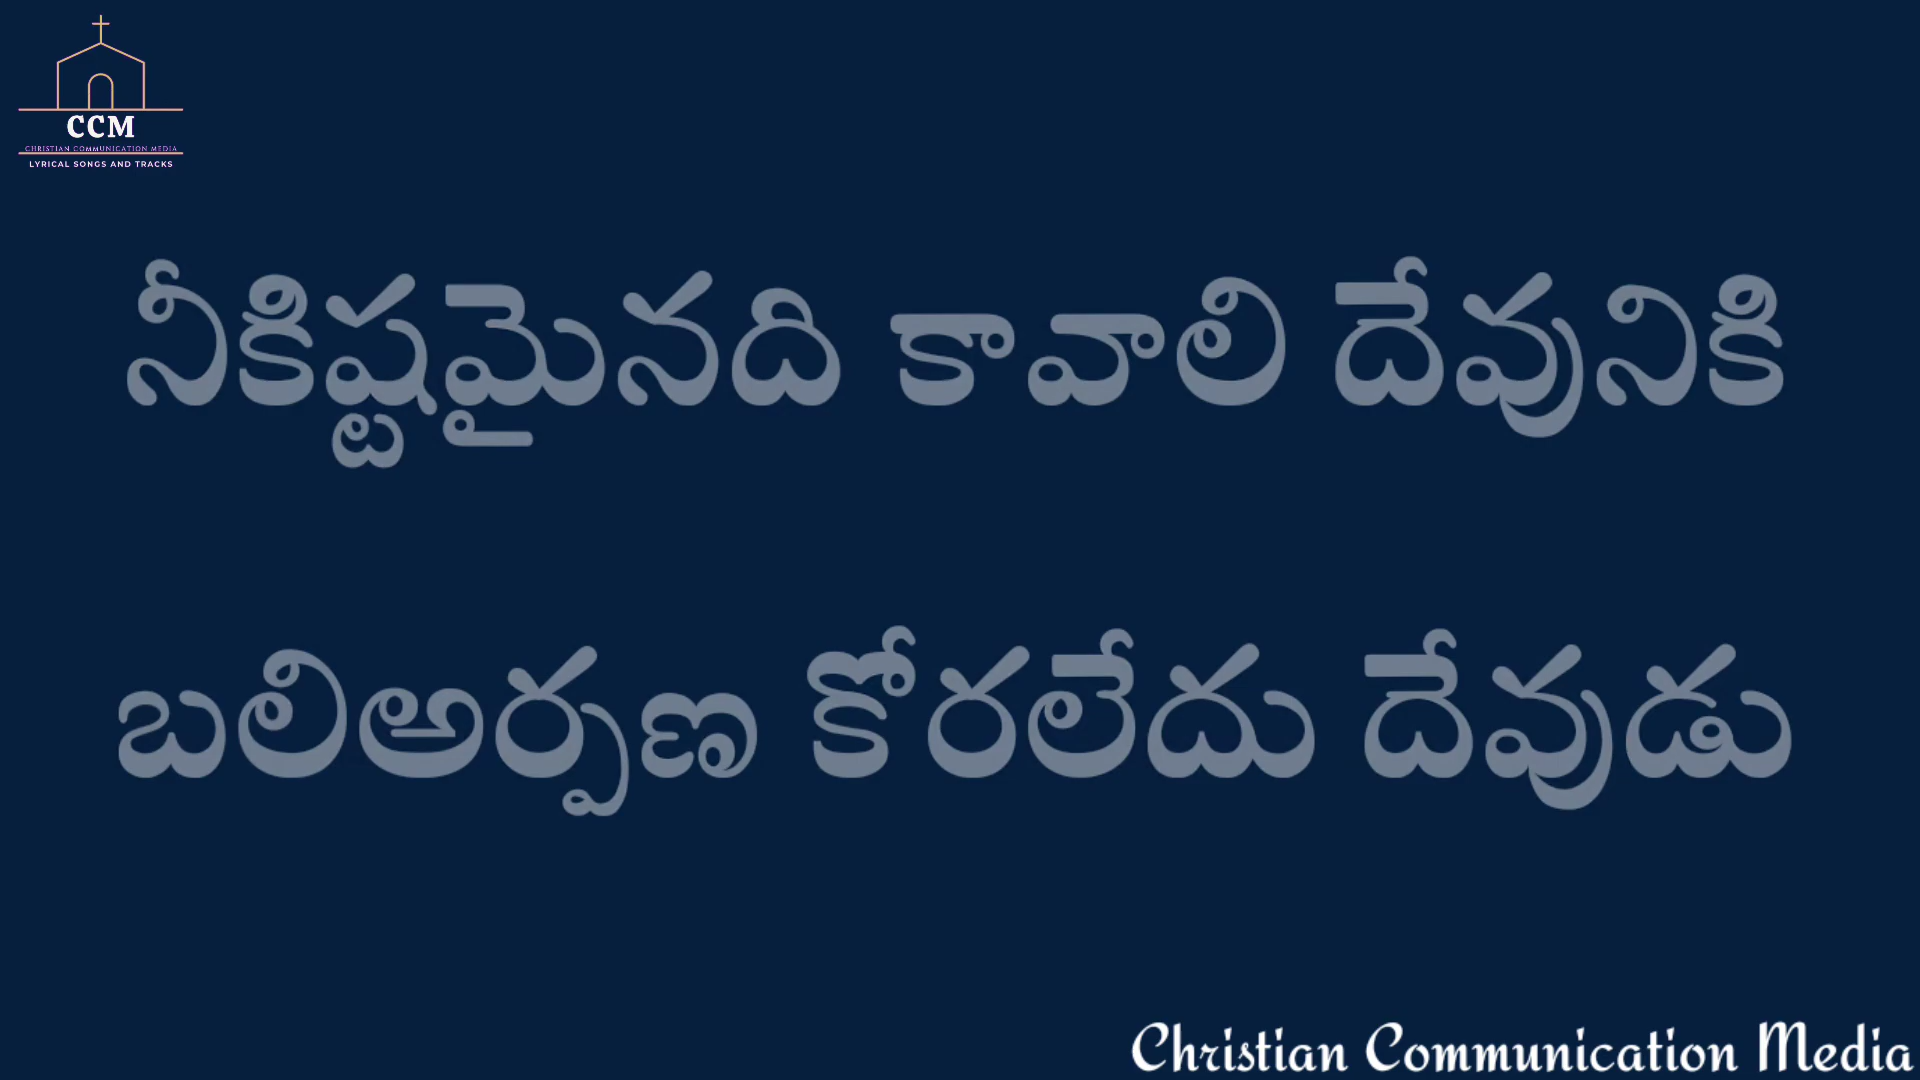 CCM
CHRISTIAN COMMUNICATION MEDIA
LYRICAL SONGS AND TRACKS
నీకిష్టమైనది కావాలి దేవునికి
బలిఅర్పణ కోరలేదు దేవుడు
Christian Communication Media